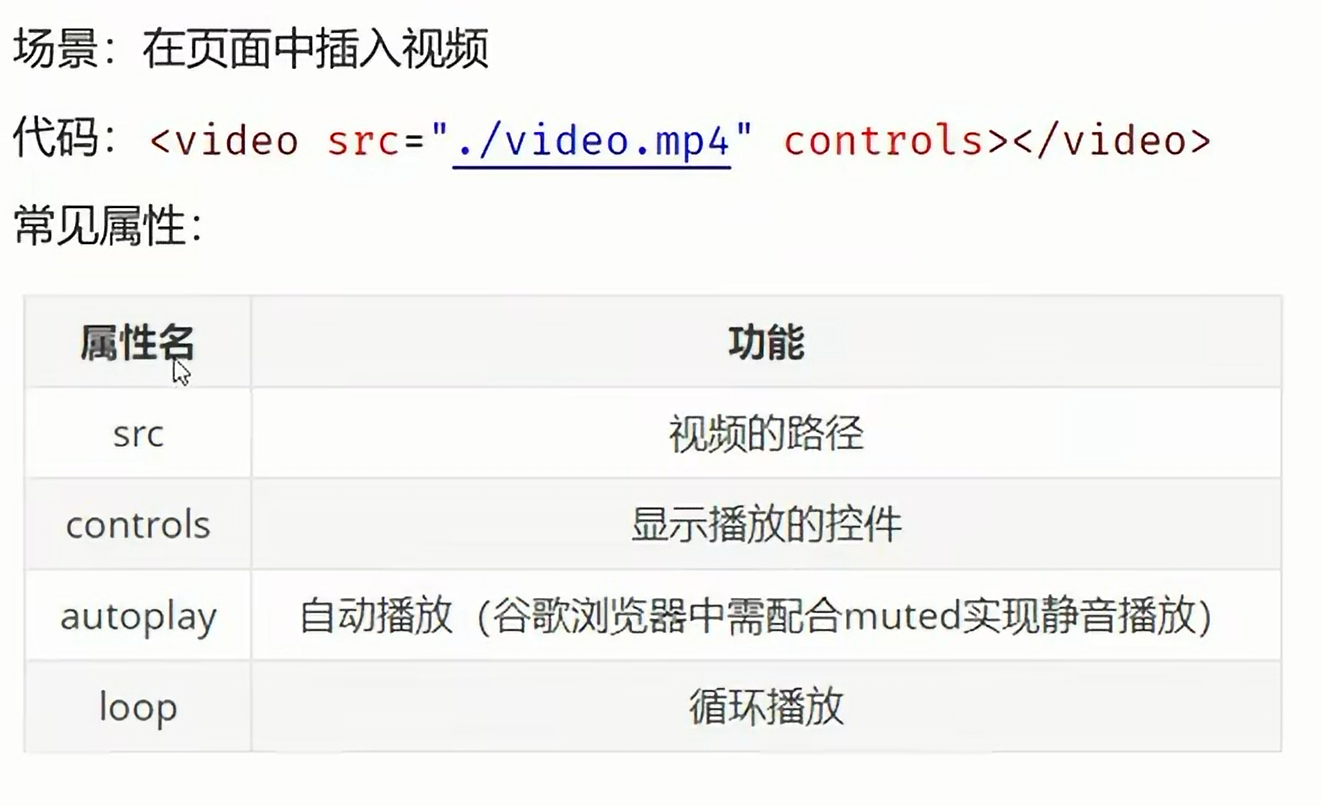 场景：在页面中插入视频
代码：<video src="./video.mp4" controls></video>
常见属性：
属性名 功能
src 视频的路径
controls 显示播放的控件
autoplay 自动播放（谷歌浏览器中需配合muted实现静音播放）
loop 循环播放